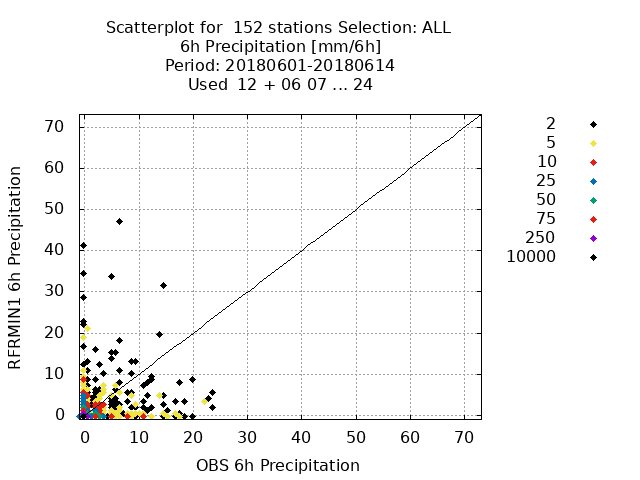 Scatterplot for 152 stations Selection: ALL
6h Precipitation [mm/6h]
Period: 20180601-20180614
Used 12 + 06 07 ... 24
70
60
50
40
30
20
10
0
RFRMIN1 6h Precipitation
0 10 20 30 40 50 60 70
OBS 6h Precipitation
2
5
10
25
50
75
250
10000